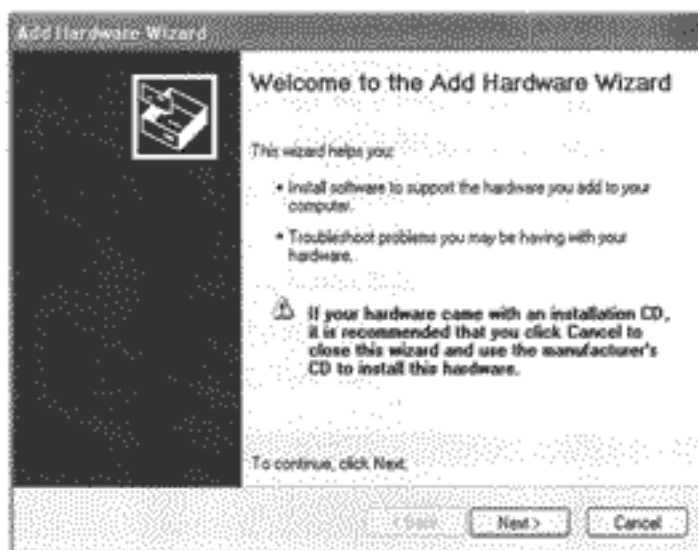 Add Hardware Wizard
Welcome to the Add Hardware Wizard
This wizard helps you:
• Install software to support the hardware you add to your
computer.
• Troubleshoot problems you may be having with your
hardware.
If your hardware came with an installation CD,
it is recommended that you click Cancel to
close this wizard and use the manufacturer's
CD to install this hardware.
To continue, click Next.
< Back
Next >
Cancel